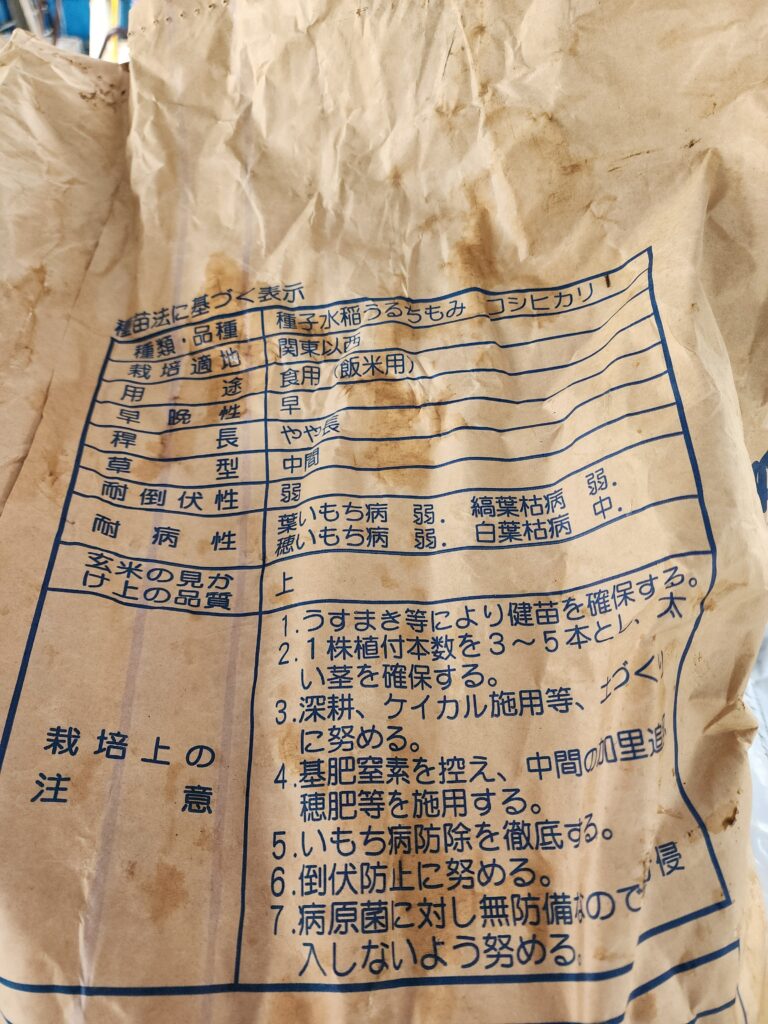 種苗法に基づく表示
種類・品種 種子水稲うるちもみ コシヒカリ
栽培適地 関東以西
用途 食用(飯米用)
早晩性 早
稈長 やや長
草型 中間
耐倒伏性 弱
耐病性 葉いもち病 弱. 縞葉枯病 弱.
穂いもち病 弱. 白葉枯病 中.
玄米の見か
け上の品質 上
栽培上の
注意
1.うすまき等により健苗を確保する。
2.1株植付本数を3〜5本とし、太
い茎を確保する。
3.深耕、ケイカル施用等、土づくり
に努める。
4.基肥窒素を控え、中間の加里追
穂肥等を施用する。
5.いもち病防除を徹底する。
6.倒伏防止に努める。
7.病原菌に対し無防備なので 侵
入しないよう努める。